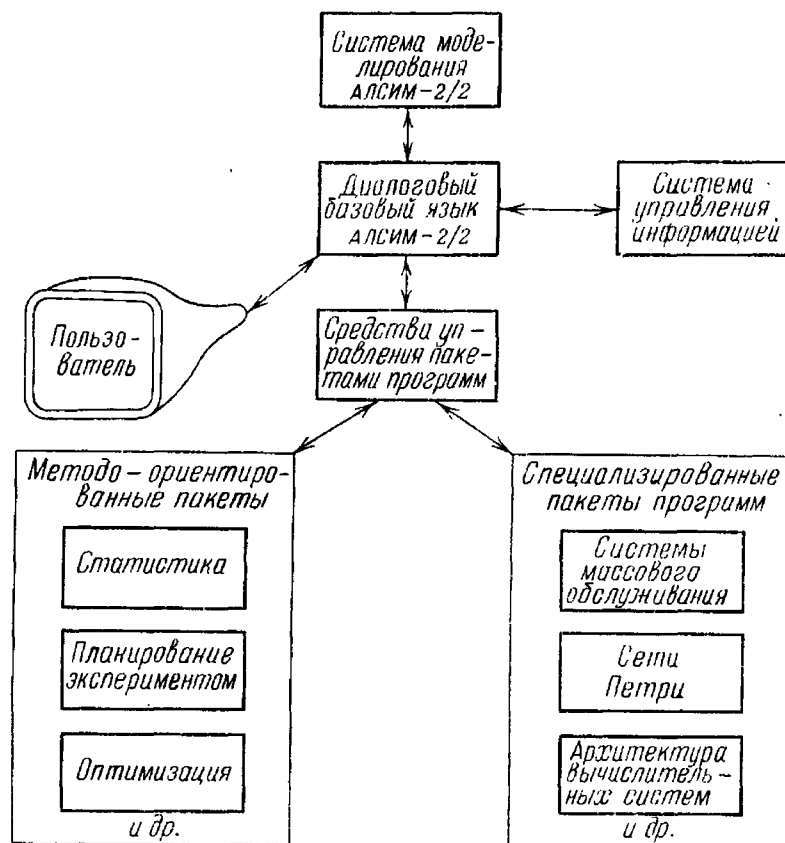 Система моде-
лирования
АЛСИМ-2/2
Диалоговый
базовый язык
АЛСИМ-2/2
Система
управления
информацией
Пользо-
ватель
Средства уп-
равления паке-
тами программ
Методо-ориентиро-
ванные пакеты
Статистика
Планирование
экспериментом
Оптимизация
и др.
Специализированные
пакеты программ
Системы
массового
обслуживания
Сети
Петри
Архитектура
вычислитель-
ных систем
и др.